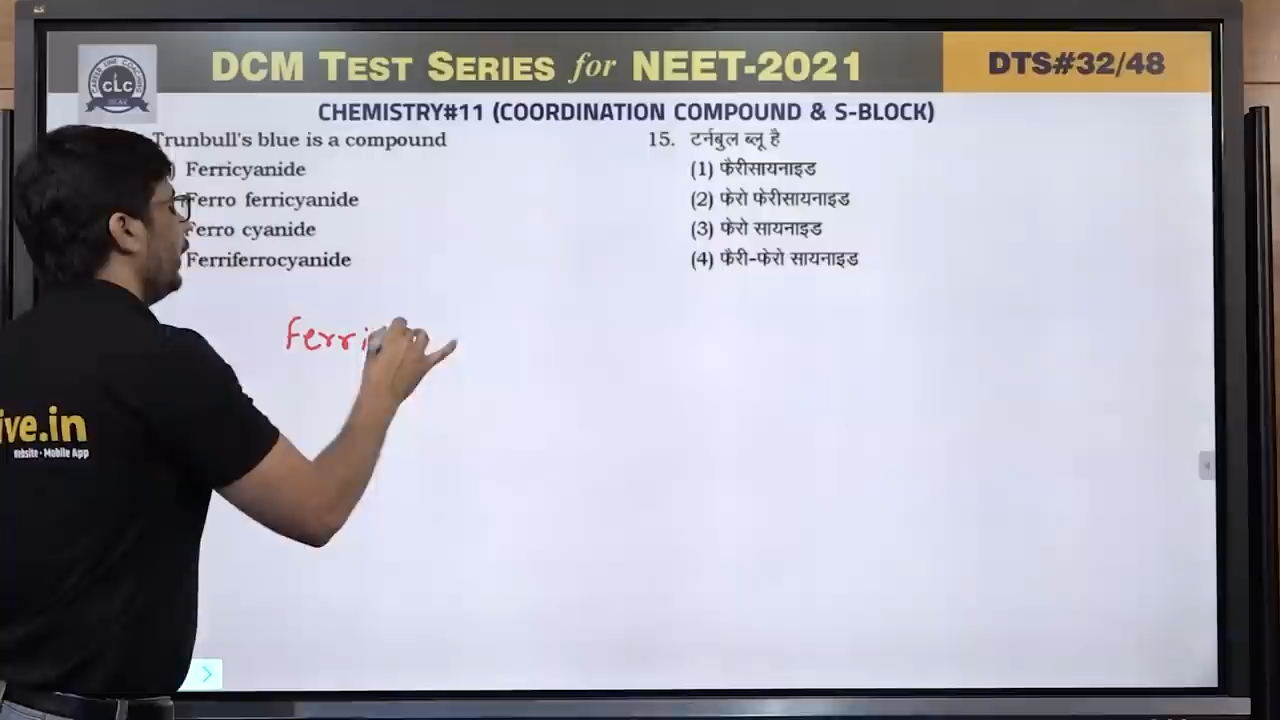 DCM TEST SERIES for NEET-2021
DTS#32/48
CLC
CHEMISTRY#11 (COORDINATION COMPOUND & S-BLOCK)
Trunbull's blue is a compound
Ferricyanide
Ferro ferricyanide
Ferro cyanide
Ferriferrocyanide
15. टर्नबुल ब्लू है
(1) फैरीसायनाइड
(2) फेरो फेरीसायनाइड
(3) फेरो सायनाइड
(4) फैरी-फेरो सायनाइड
Ferri
ive.in
Website • Mobile App